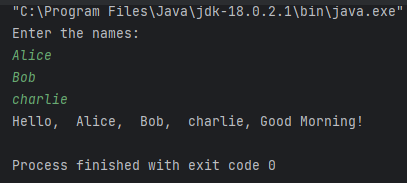 "C:\Program Files\Java\jdk-18.0.2.1\bin\java.exe"
Enter the names:
Alice
Bob
charlie
Hello,  Alice,  Bob,  charlie, Good Morning!
Process finished with exit code 0